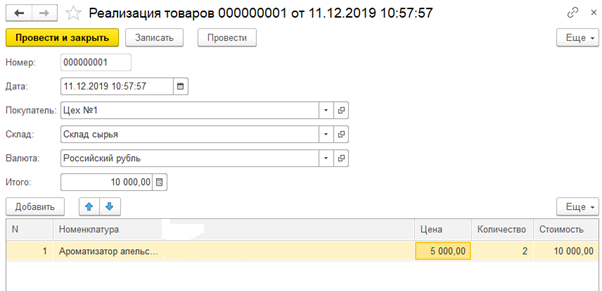 Реализация товаров 000000001 от 11.12.2019 10:57:57
Провести и закрыть Записать Провести Еще
Номер: 000000001
Дата: 11.12.2019 10:57:57
Покупатель: Цех №1
Склад: Склад сырья
Валюта: Российский рубль
Итого: 10 000,00
Добавить Еще
N Номенклатура Цена Количество Стоимость
1 Ароматизатор апельс... 5 000,00 2 10 000,00